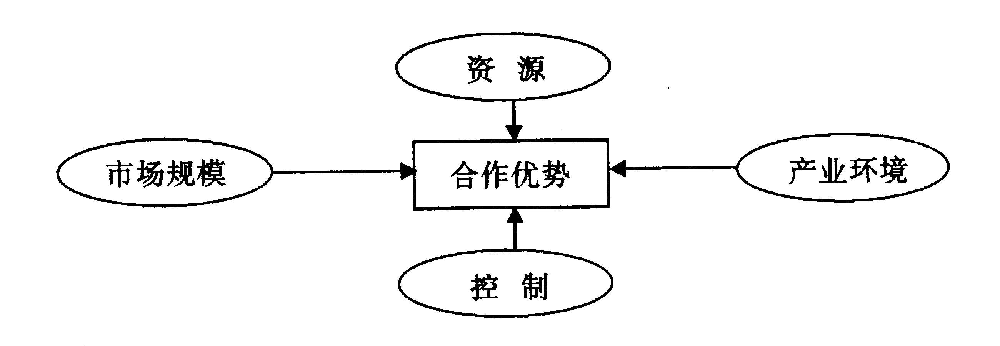 资 源
市场规模
合作优势
产业环境
控 制